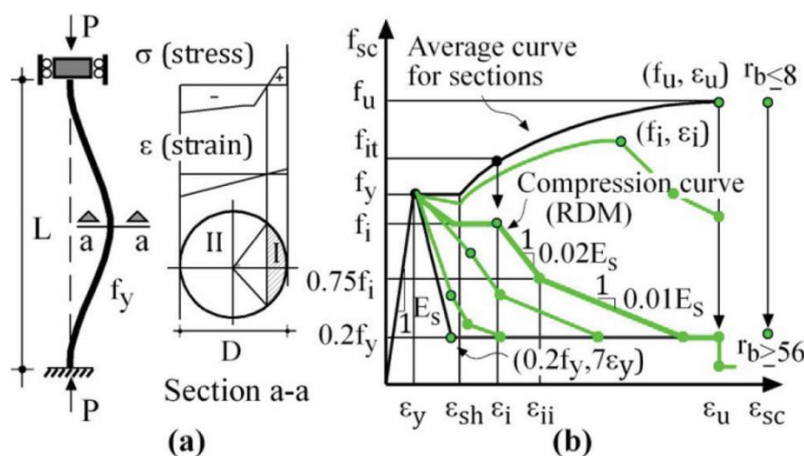 P
σ (stress)
+
-
ε (strain)
L
a a
II
I
f_y
D
P
Section a-a
(a)
f_sc
Average curve
for sections
(f_u, ε_u)
r_b≤8
f_u
(f_i, ε_i)
f_it
f_y
Compression curve
(RDM)
f_i
1
0.02E_s
0.75f_i
1
0.01E_s
1
E_s
0.2f_y
(0.2f_y,7ε_y)
r_b≥56
ε_y ε_sh ε_i ε_ii ε_u ε_sc
(b)